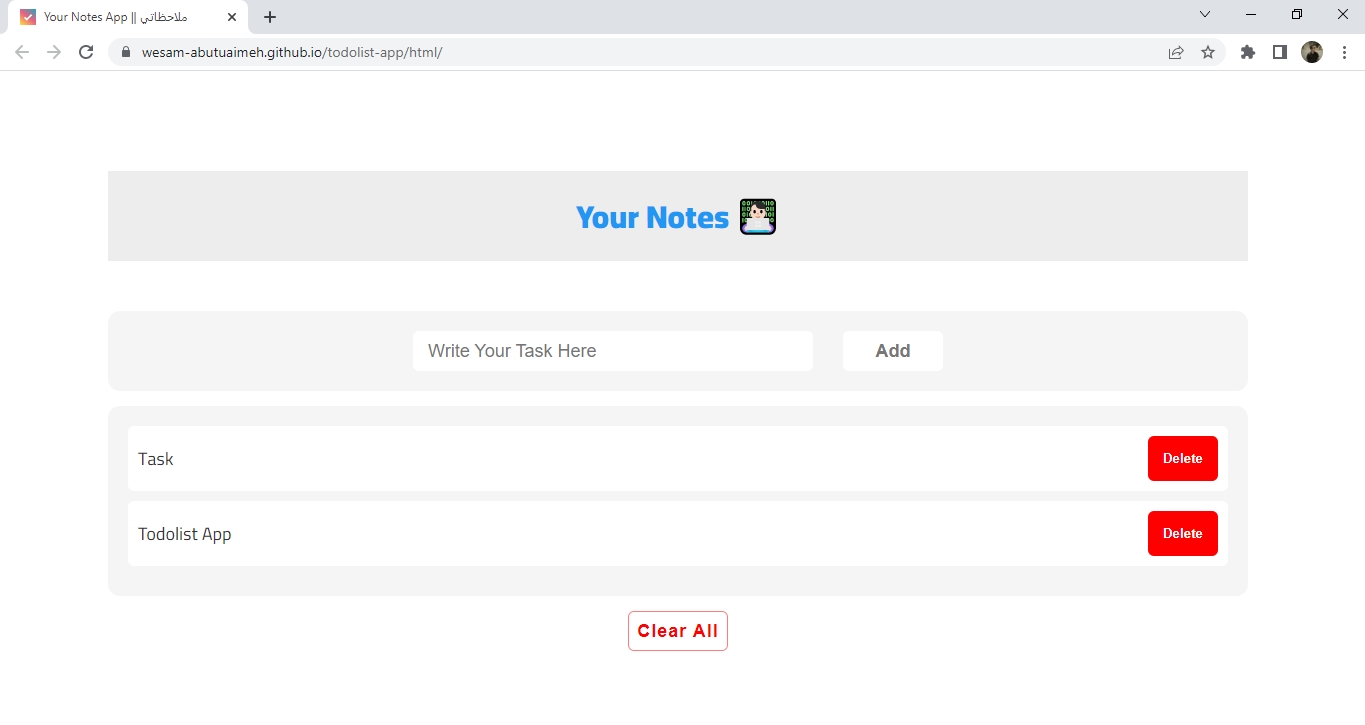 Your Notes App || ملاحظاتي
wesam-abutuaimeh.github.io/todolist-app/html/
Your Notes
Write Your Task Here
Add
Task
Delete
Todolist App
Delete
Clear All